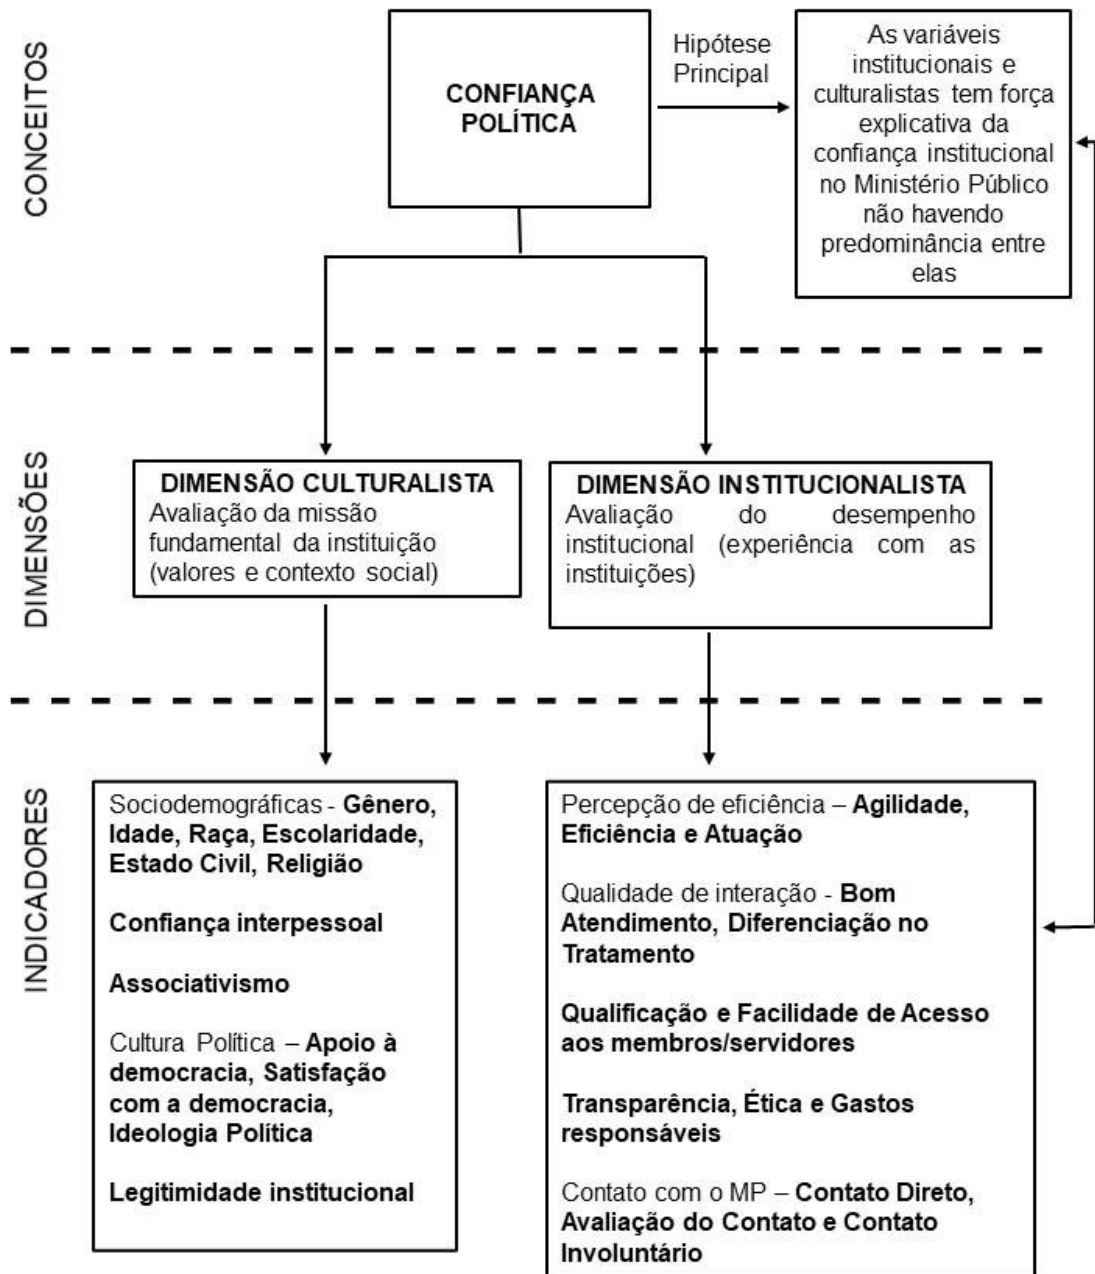 CONCEITOS
CONFIANÇA
POLÍTICA
Hipótese
Principal
As variáveis
institucionais e
culturalistas tem força
explicativa da
confiança institucional
no Ministério Público
não havendo
predominância entre
elas
DIMENSÕES
DIMENSÃO CULTURALISTA
Avaliação da missão
fundamental da instituição
(valores e contexto social)
DIMENSÃO INSTITUCIONALISTA
Avaliação do desempenho
institucional (experiência com as
instituições)
INDICADORES
Sociodemográficas - Gênero,
Idade, Raça, Escolaridade,
Estado Civil, Religião
Confiança interpessoal
Associativismo
Cultura Política – Apoio à
democracia, Satisfação
com a democracia,
Ideologia Política
Legitimidade institucional
Percepção de eficiência – Agilidade,
Eficiência e Atuação
Qualidade de interação - Bom
Atendimento, Diferenciação no
Tratamento
Qualificação e Facilidade de Acesso
aos membros/servidores
Transparência, Ética e Gastos
responsáveis
Contato com o MP – Contato Direto,
Avaliação do Contato e Contato
Involuntário